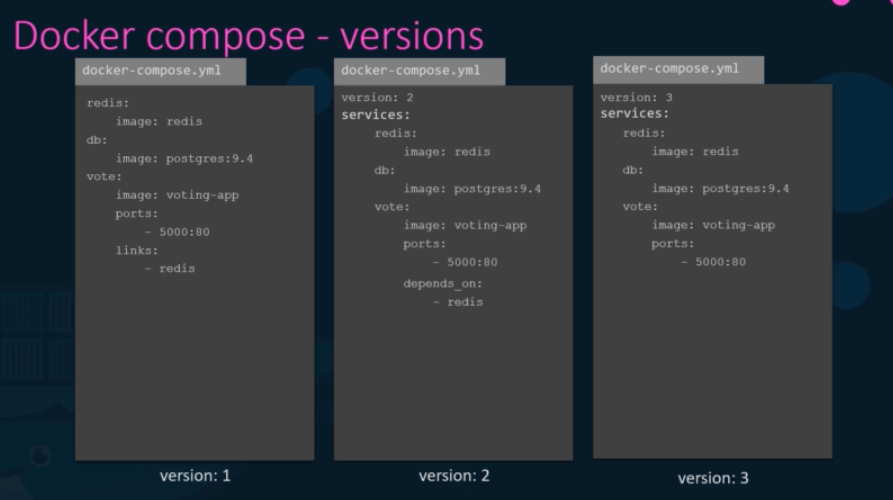 Docker compose - versions
docker-compose.yml
redis:
image: redis
db:
image: postgres:9.4
vote:
image: voting-app
ports:
- 5000:80
links:
- redis
version: 1
docker-compose.yml
version: 2
services:
redis:
image: redis
db:
image: postgres:9.4
vote:
image: voting-app
ports:
- 5000:80
depends_on:
- redis
version: 2
docker-compose.yml
version: 3
services:
redis:
image: redis
db:
image: postgres:9.4
vote:
image: voting-app
ports:
- 5000:80
version: 3